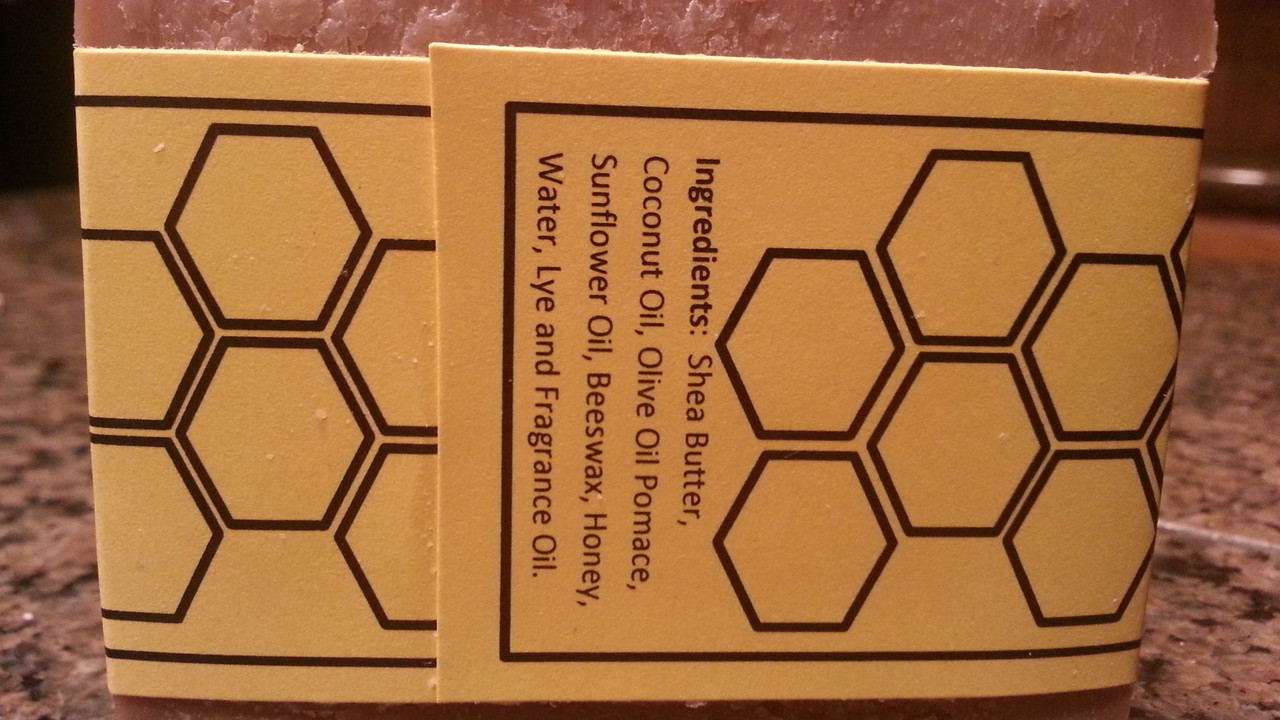 Ingredients: Shea Butter,
Coconut Oil, Olive Oil Pomace,
Sunflower Oil, Beeswax, Honey,
Water, Lye and Fragrance Oil.